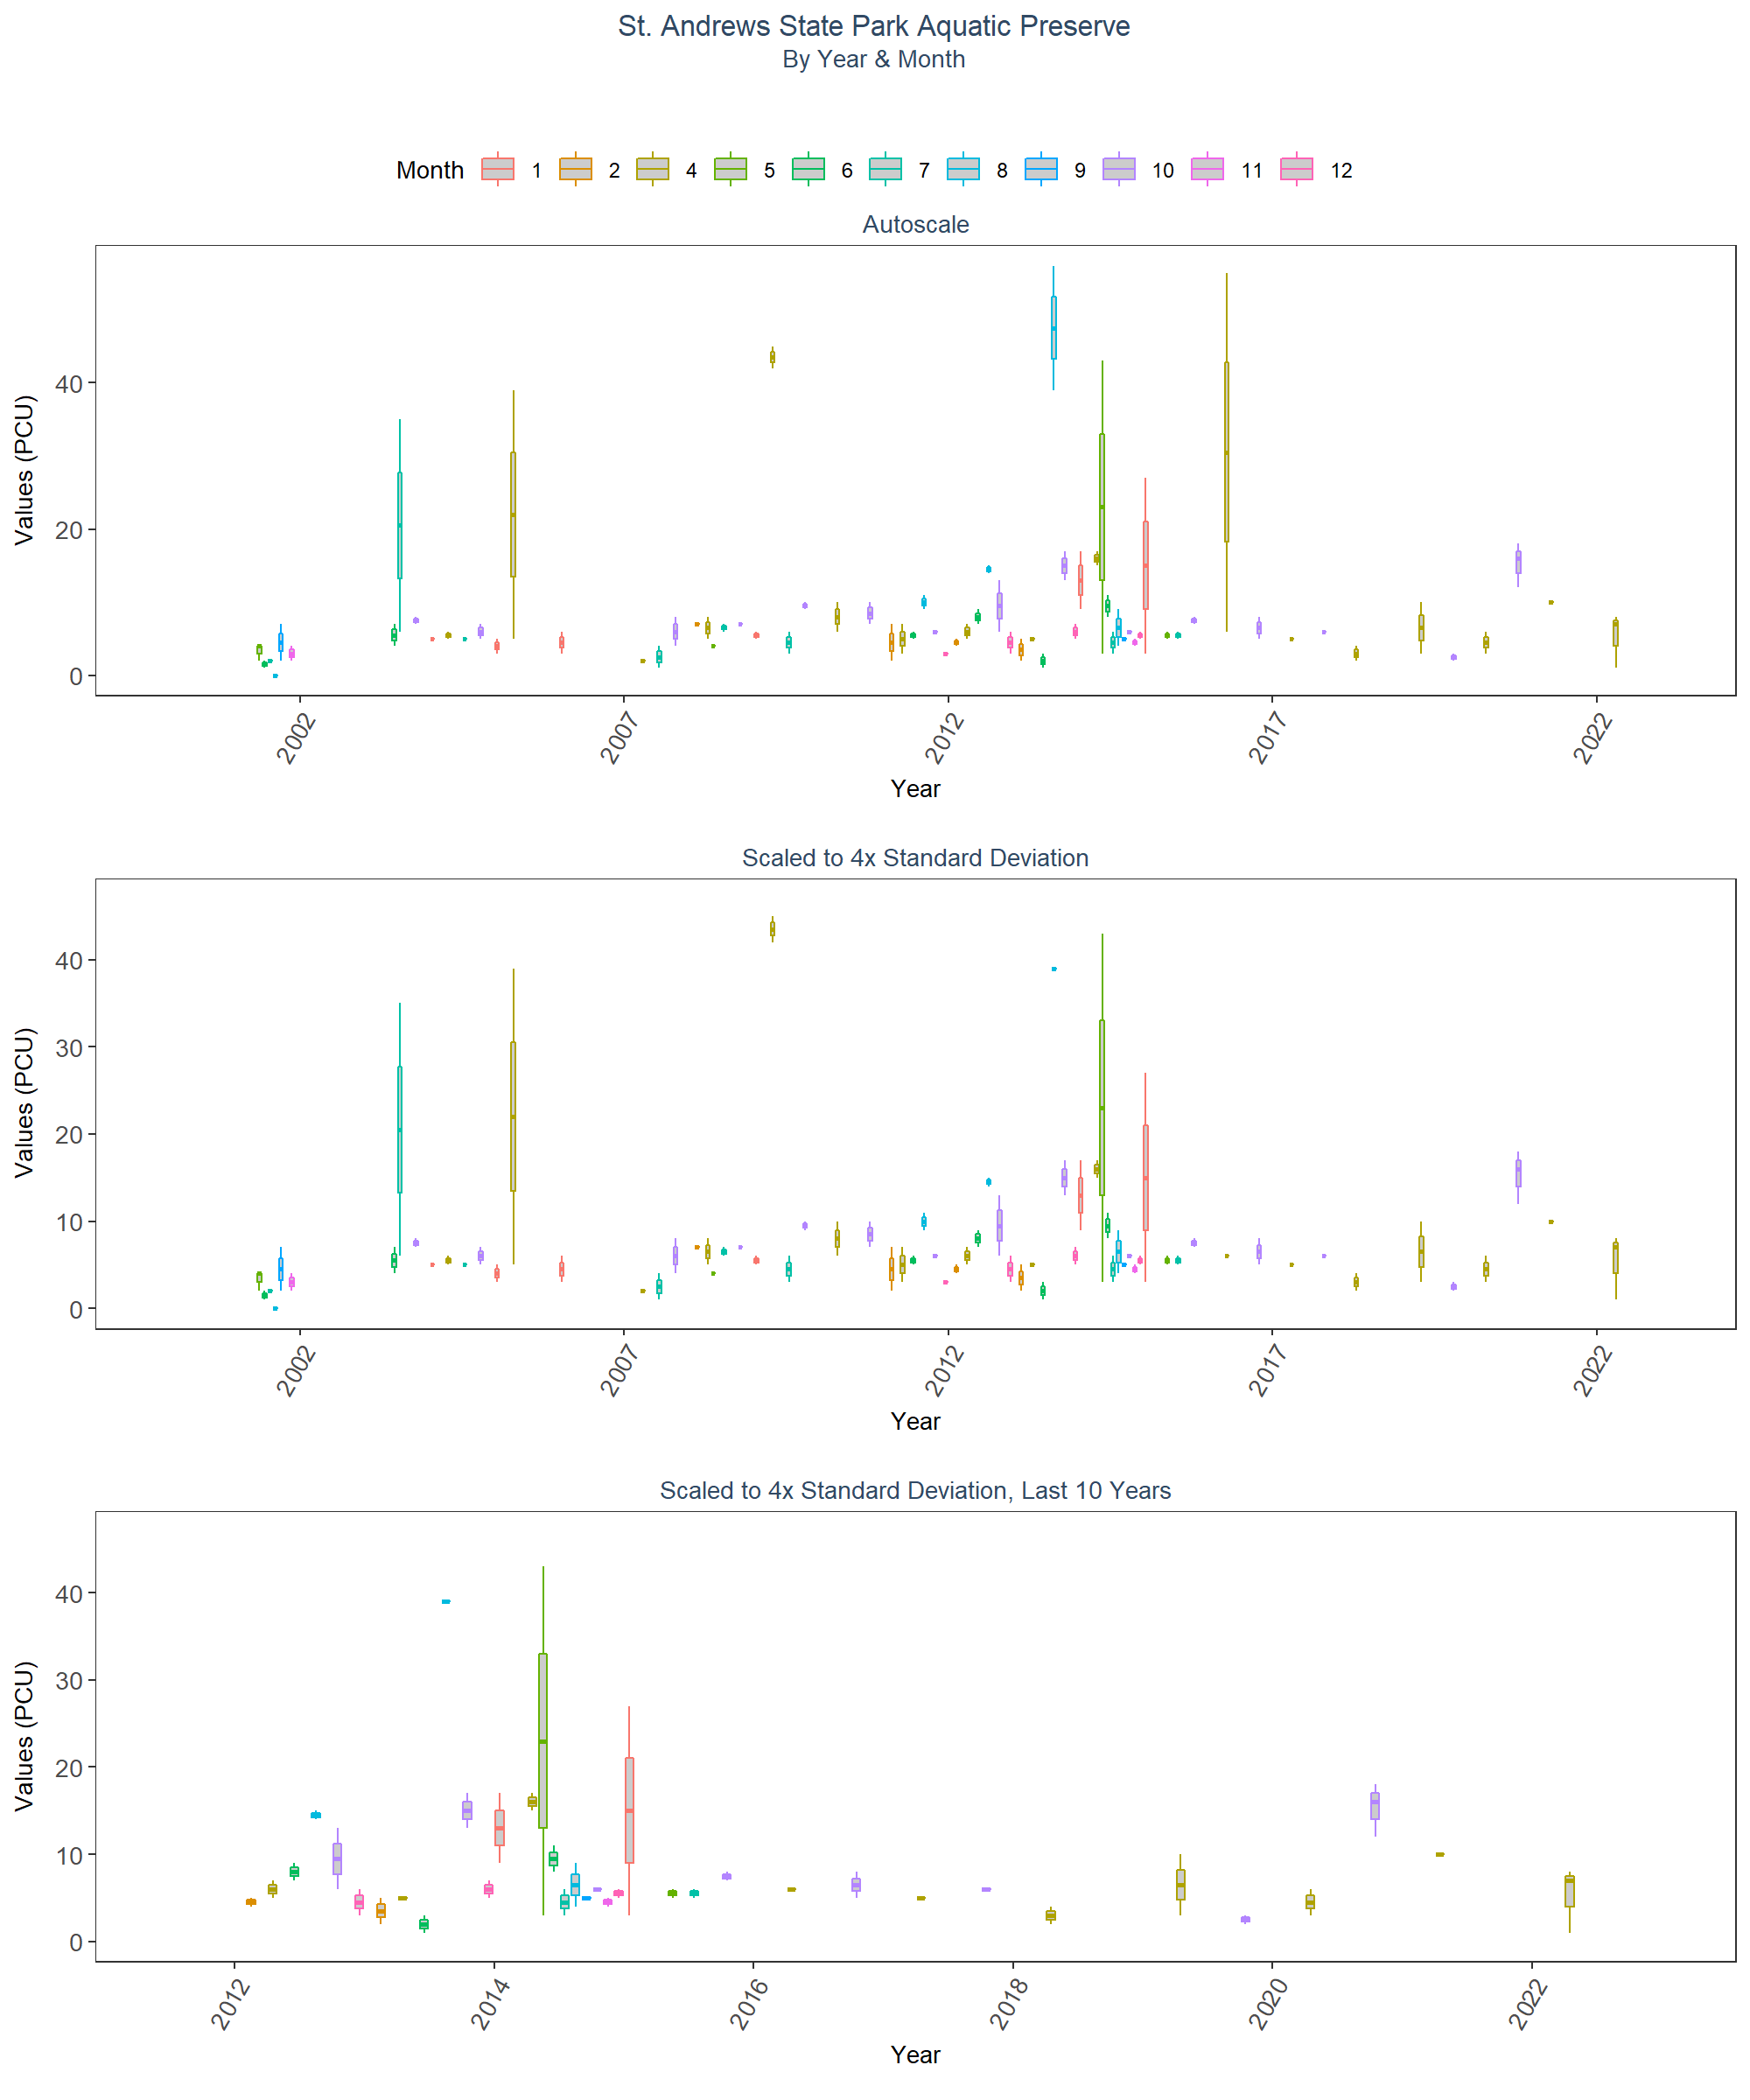 St. Andrews State Park Aquatic Preserve
By Year & Month
Month 1 2 4 5 6 7 8 9 10 11 12
Autoscale
Values (PCU)
40
20
0
2002 2007 2012 2017 2022
Year
Scaled to 4x Standard Deviation
Values (PCU)
40
30
20
10
0
2002 2007 2012 2017 2022
Year
Scaled to 4x Standard Deviation, Last 10 Years
Values (PCU)
40
30
20
10
0
2012 2014 2016 2018 2020 2022
Year